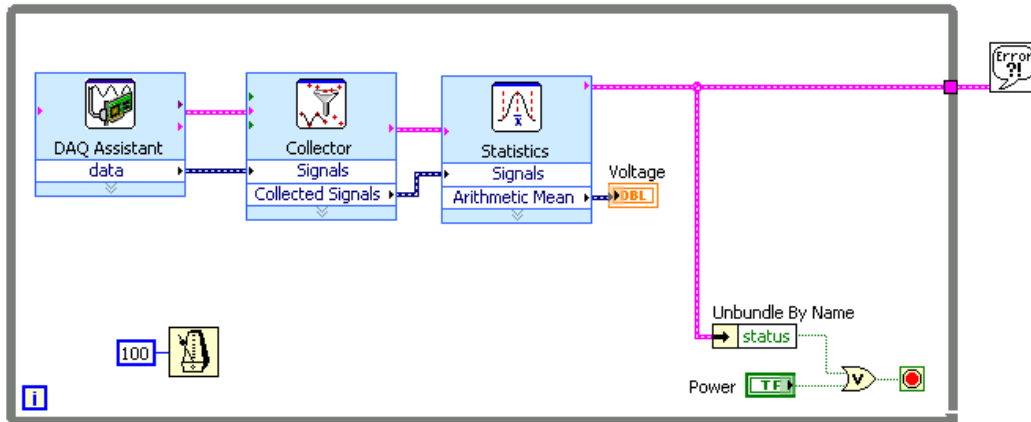 Error
?!
DAQ Assistant
data
Collector
Signals
Collected Signals
x
Statistics
Signals
Arithmetic Mean
Voltage
DBL
Unbundle By Name
status
100
Power
TF
V
i